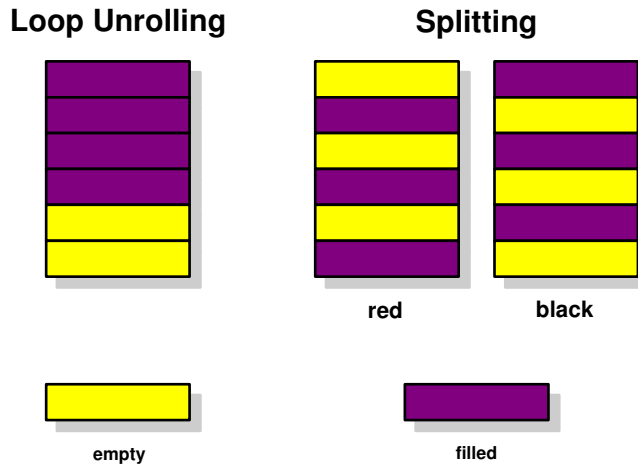 Loop Unrolling
Splitting
red
black
empty
filled